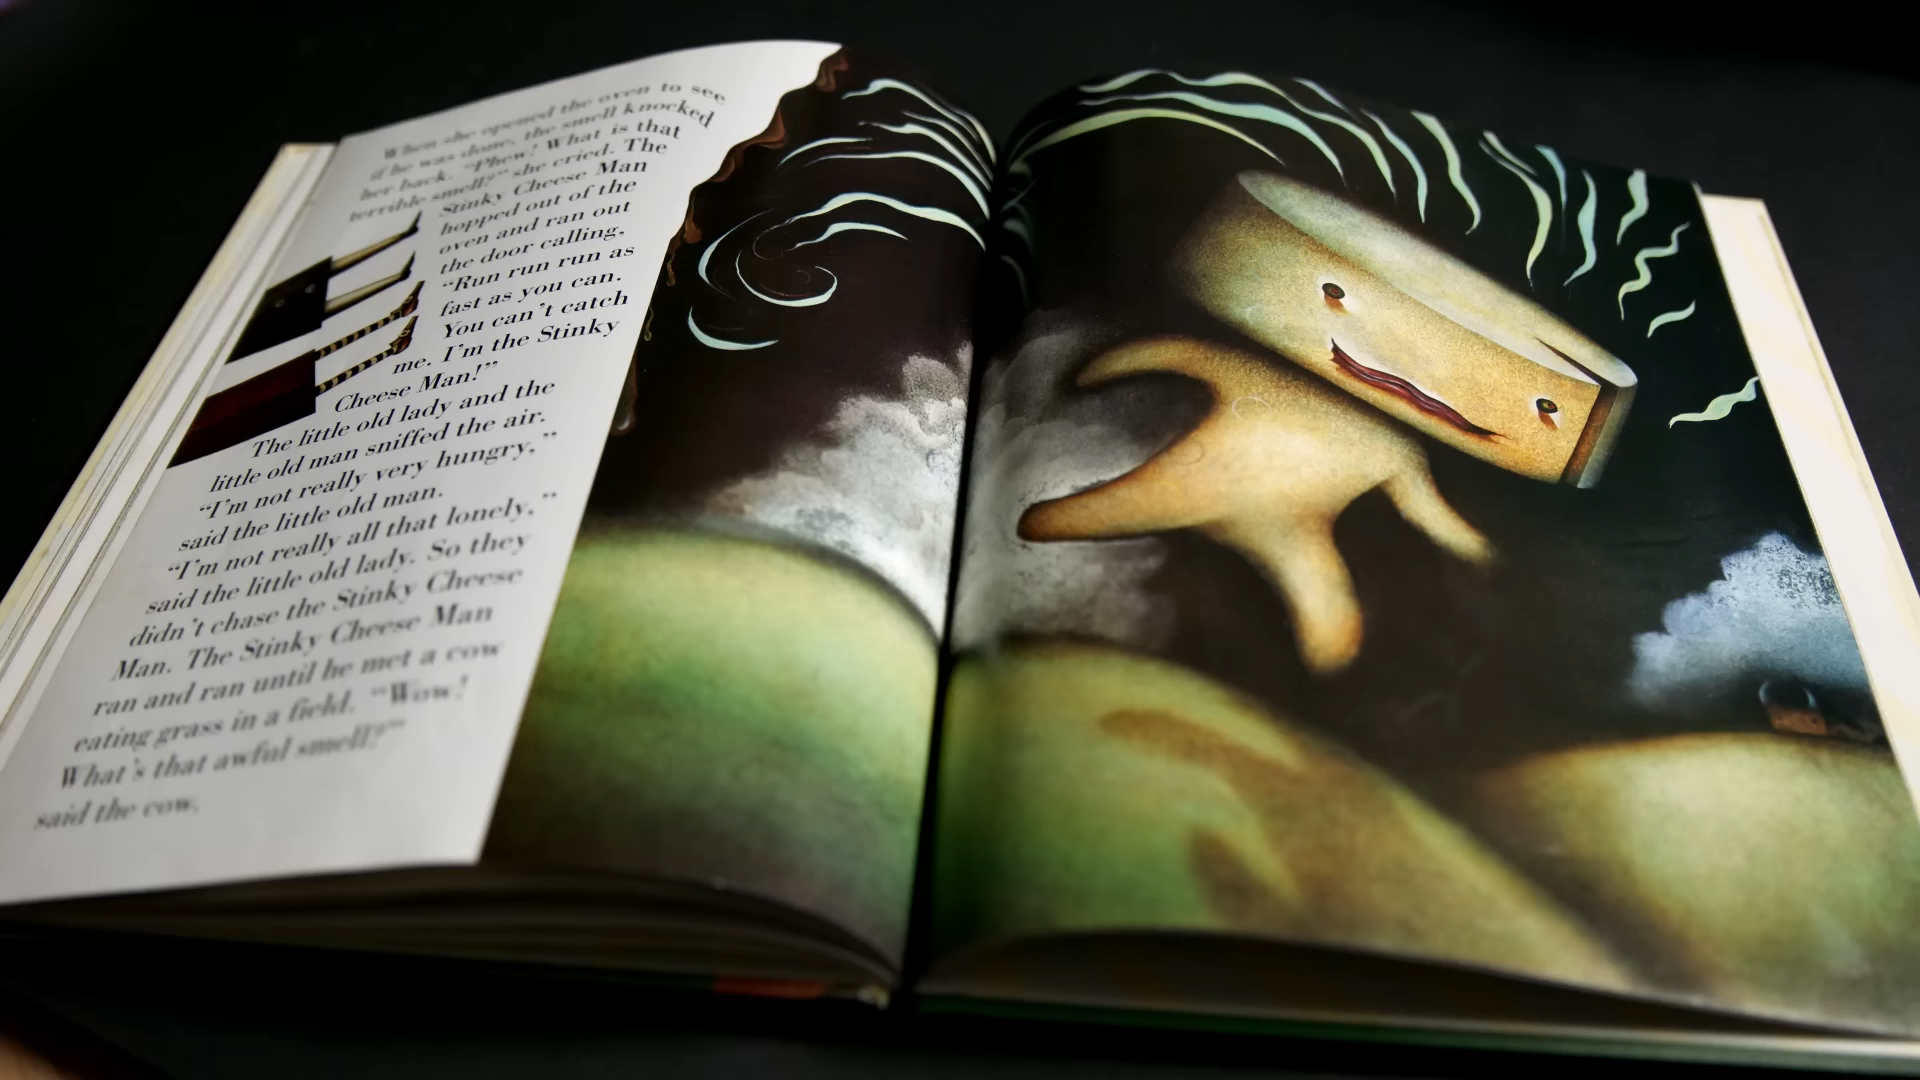 When she opened the oven to see
if he was done, the smell knocked
her back. “Phew! What is that
terrible smell?” she cried. The
Stinky Cheese Man
hopped out of the
oven and ran out
the door calling,
“Run run run as
fast as you can.
You can’t catch
me. I’m the Stinky
Cheese Man!”
The little old lady and the
little old man sniffed the air.
“I’m not really very hungry,”
said the little old man.
“I’m not really all that lonely,”
said the little old lady. So they
didn’t chase the Stinky Cheese
Man. The Stinky Cheese Man
ran and ran until he met a cow
eating grass in a field. “Wow!
What’s that awful smell?”
said the cow.